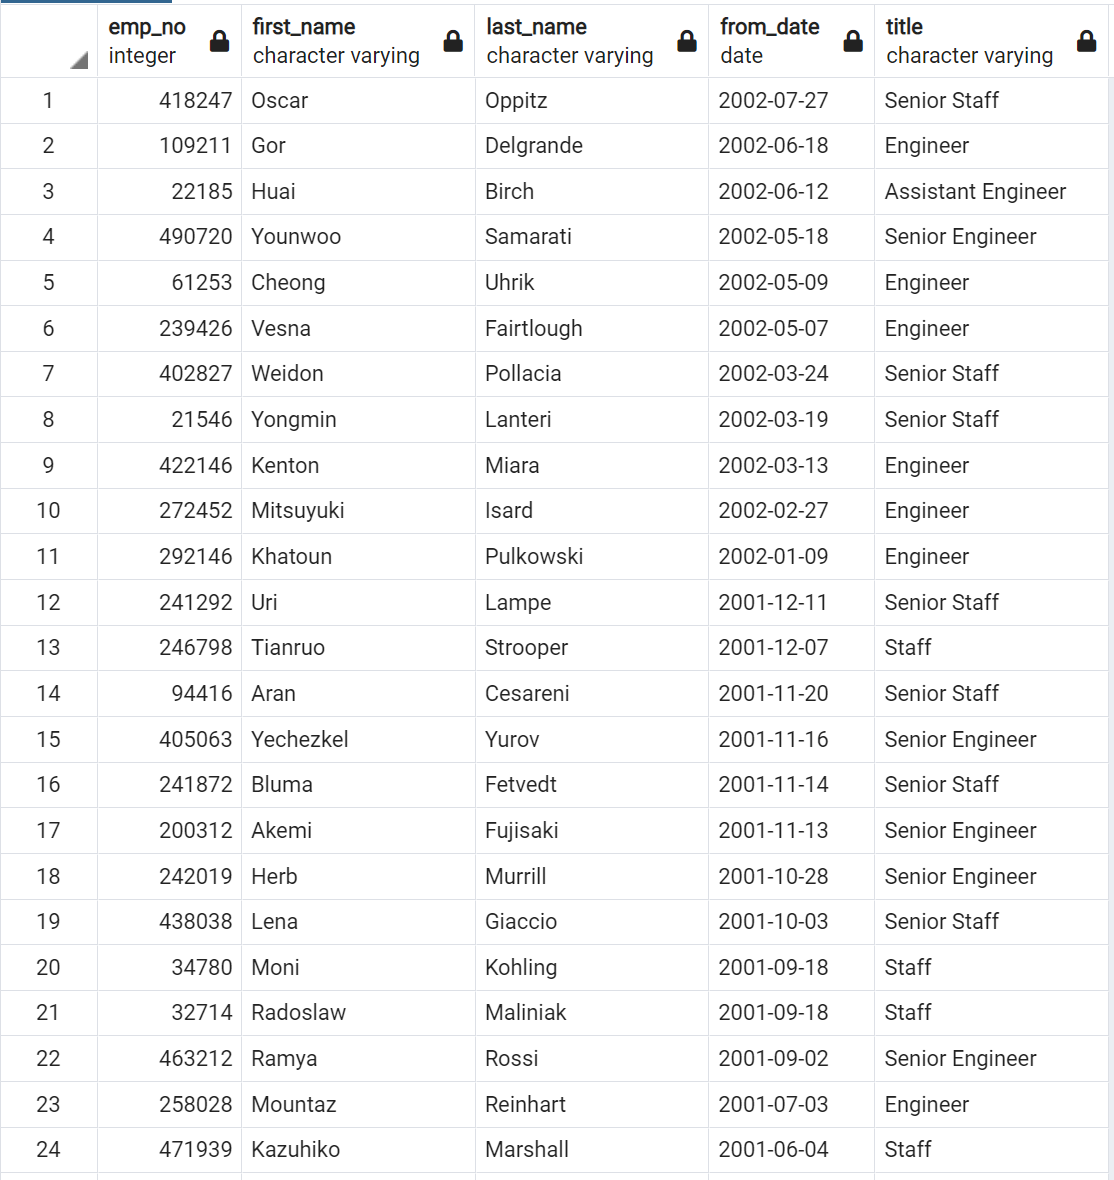 emp_no first_name last_name from_date title
integer character varying character varying date character varying
1 418247 Oscar Oppitz 2002-07-27 Senior Staff
2 109211 Gor Delgrande 2002-06-18 Engineer
3 22185 Huai Birch 2002-06-12 Assistant Engineer
4 490720 Younwoo Samarati 2002-05-18 Senior Engineer
5 61253 Cheong Uhrik 2002-05-09 Engineer
6 239426 Vesna Fairtlough 2002-05-07 Engineer
7 402827 Weidon Pollacia 2002-03-24 Senior Staff
8 21546 Yongmin Lanteri 2002-03-19 Senior Staff
9 422146 Kenton Miara 2002-03-13 Engineer
10 272452 Mitsuyuki Isard 2002-02-27 Engineer
11 292146 Khatoun Pulkowski 2002-01-09 Engineer
12 241292 Uri Lampe 2001-12-11 Senior Staff
13 246798 Tianruo Strooper 2001-12-07 Staff
14 94416 Aran Cesareni 2001-11-20 Senior Staff
15 405063 Yechezkel Yurov 2001-11-16 Senior Engineer
16 241872 Bluma Fetvedt 2001-11-14 Senior Staff
17 200312 Akemi Fujisaki 2001-11-13 Senior Engineer
18 242019 Herb Murrill 2001-10-28 Senior Engineer
19 438038 Lena Giaccio 2001-10-03 Senior Staff
20 34780 Moni Kohling 2001-09-18 Staff
21 32714 Radoslaw Maliniak 2001-09-18 Staff
22 463212 Ramya Rossi 2001-09-02 Senior Engineer
23 258028 Mountaz Reinhart 2001-07-03 Engineer
24 471939 Kazuhiko Marshall 2001-06-04 Staff